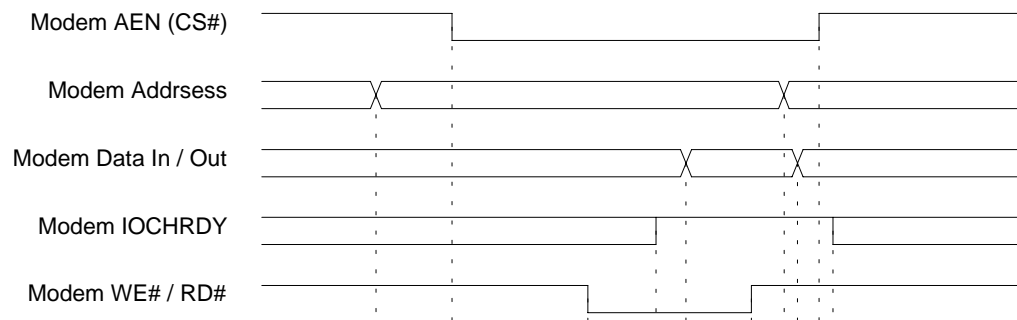 Modem AEN (CS#)
Modem Addrsess
Modem Data In / Out
Modem IOCHRDY
Modem WE# / RD#